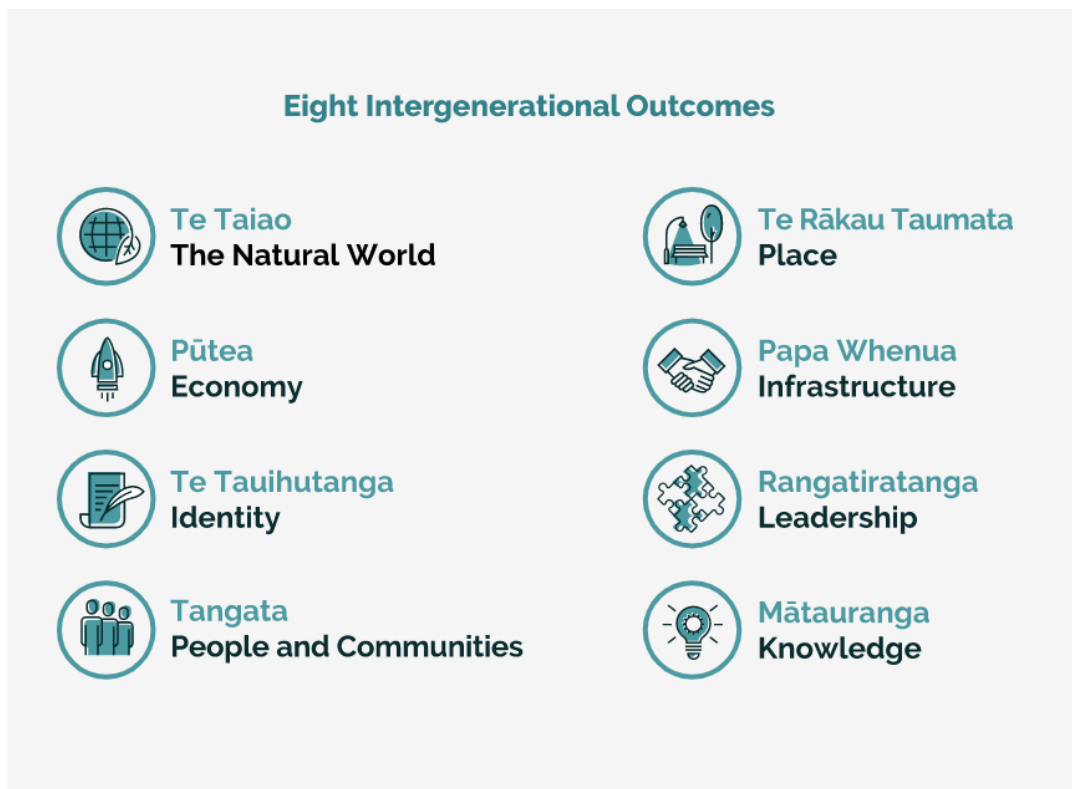 Eight Intergenerational Outcomes
Te Taiao
The Natural World
Pūtea
Economy
Te Tauihutanga
Identity
Tangata
People and Communities
Te Rākau Taumata
Place
Papa Whenua
Infrastructure
Rangatiratanga
Leadership
Mātauranga
Knowledge